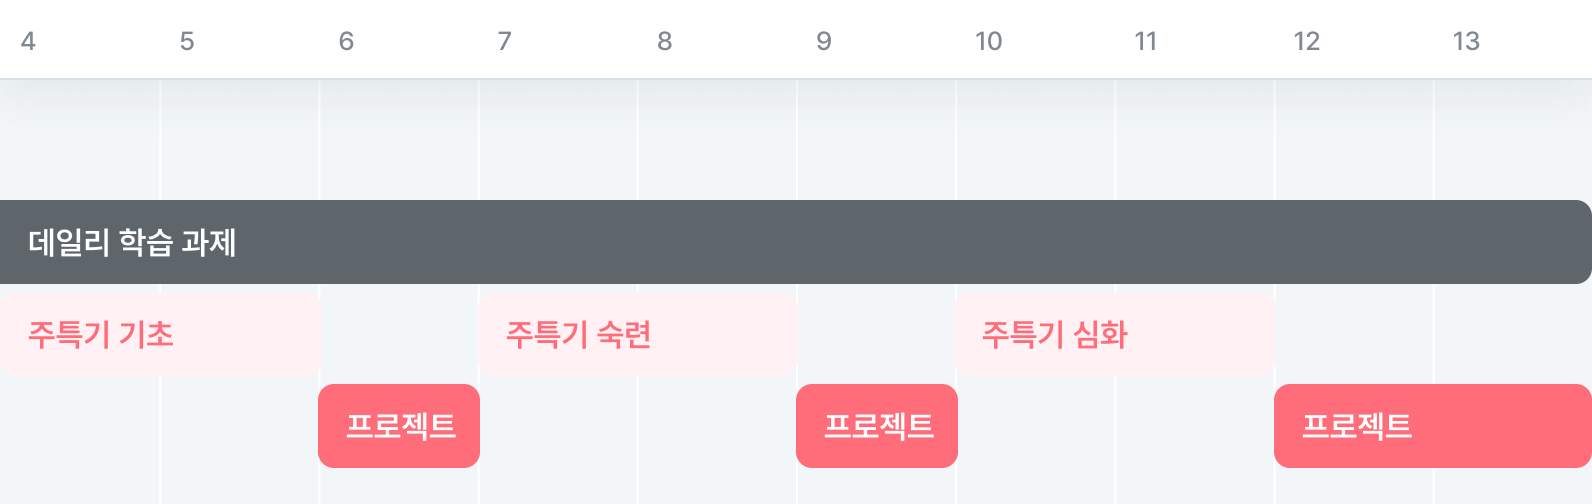 4 5 6 7 8 9 10 11 12 13
데일리 학습 과제
주특기 기초 주특기 숙련 주특기 심화
프로젝트 프로젝트 프로젝트